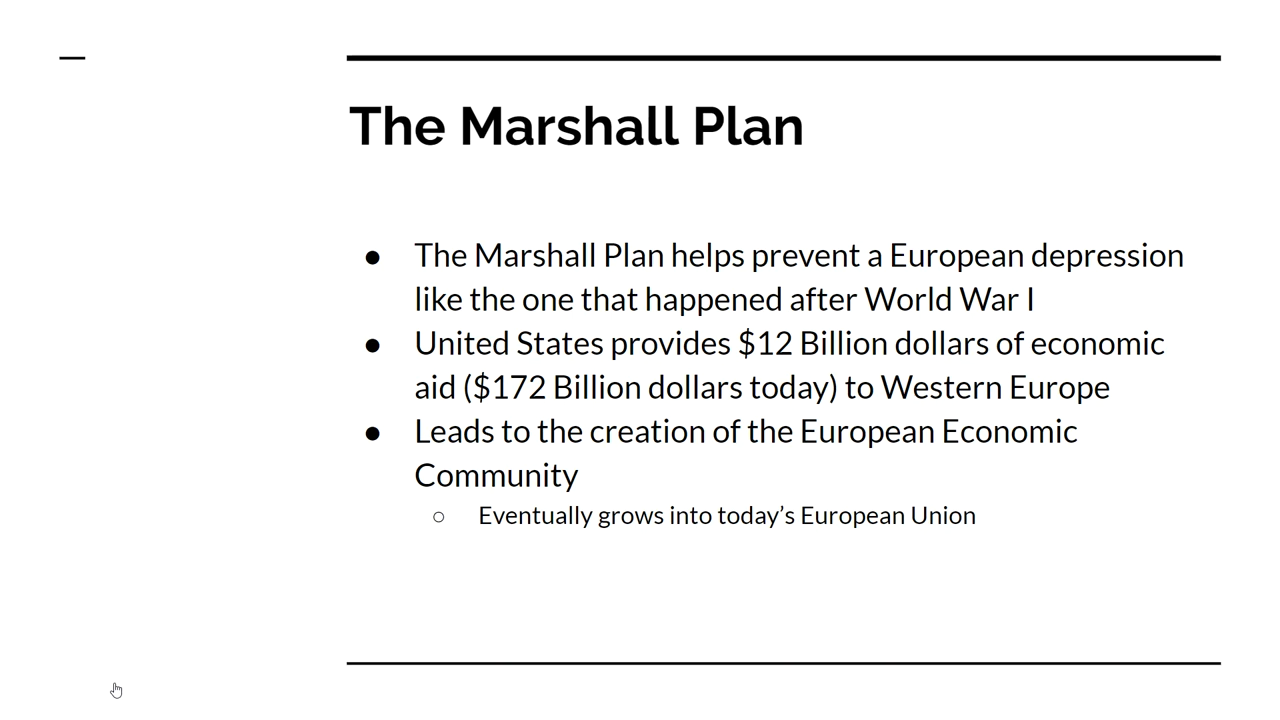 The Marshall Plan
● The Marshall Plan helps prevent a European depression
like the one that happened after World War I
● United States provides $12 Billion dollars of economic
aid ($172 Billion dollars today) to Western Europe
● Leads to the creation of the European Economic
Community
○ Eventually grows into today’s European Union